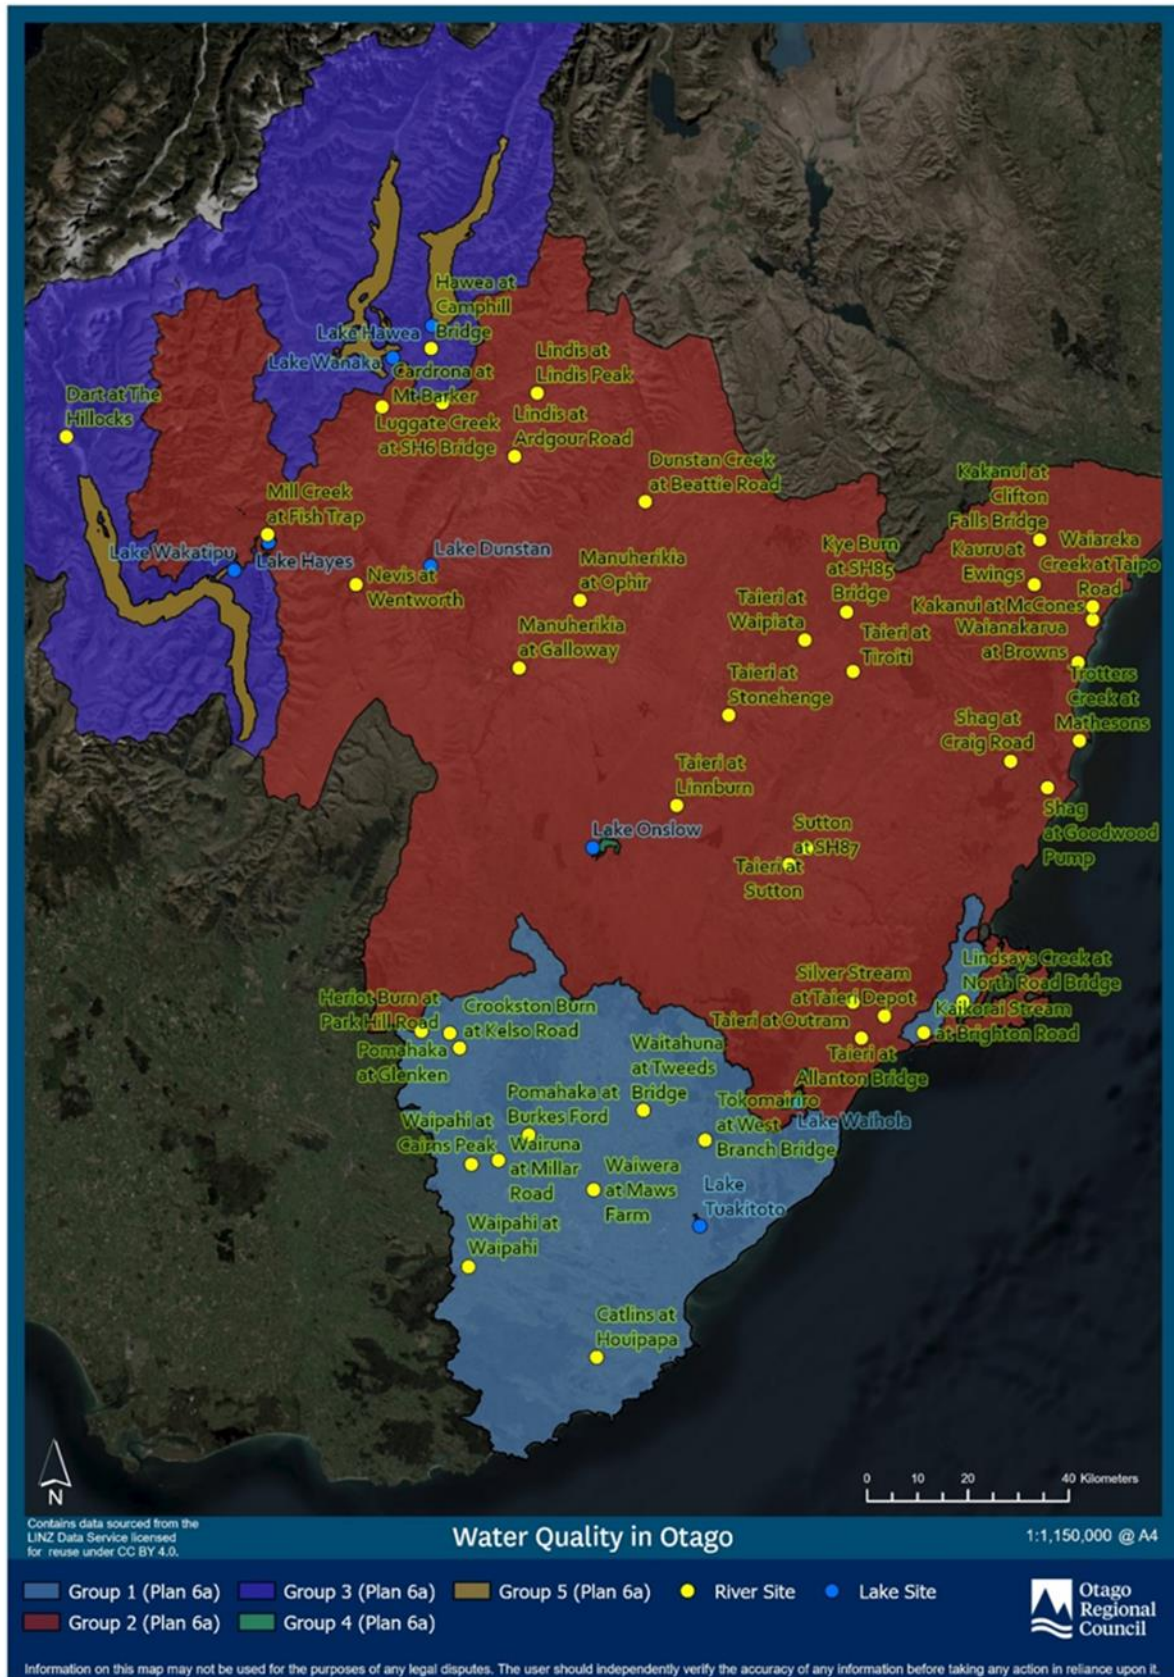 Hawea at
Camphill
Bridge
Lake Hawea
Lake Wanaka
Lindis at
Lindis Peak
Cardrona at
Mt Barker
Dart at The
Hillocks
Luggate Creek
at SH6 Bridge
Lindis at
Ardgour Road
Dunstan Creek
at Beattie Road
Kakanui at
Clifton
Falls Bridge
Mill Creek
at Fish Trap
Lake Wakatipu
Lake Hayes
Lake Dunstan
Nevis at
Wentworth
Manuherikia
at Ophir
Kye Burn
at SH85
Bridge
Kauru at
Ewings
Waiareka
Creek at Taipo
Road
Kakanui at McCones
Taieri at
Waipiata
Waianakarua
at Browns
Manuherikia
at Galloway
Taieri at
Tiroiti
Taieri at
Stonehenge
Trotters
Creek at
Mathesons
Shag at
Craig Road
Taieri at
Linnburn
Shag
at Goodwood
Pump
Lake Onslow
Sutton
at SH87
Taieri at
Sutton
Lindsays Creek at
North Road Bridge
Silver Stream
at Taieri Depot
Heriot Burn at
Park Hill Road
Crookston Burn
at Kelso Road
Taieri at Outram
Kaikorai Stream
at Brighton Road
Pomahaka
at Glenken
Waitahuna
at Tweeds
Bridge
Taieri at
Allanton Bridge
Pomahaka at
Burkes Ford
Tokomairiro
at West
Branch Bridge
Lake Waihola
Waipahi at
Cairns Peak
Wairuna
at Millar
Road
Waiwera
at Maws
Farm
Lake
Tuakitoto
Waipahi at
Waipahi
Catlins at
Houipapa
N
0 10 20 40 Kilometers
Contains data sourced from the
LINZ Data Service licensed
for reuse under CC BY 4.0.
Water Quality in Otago
1:1,150,000 @ A4
Group 1 (Plan 6a) Group 3 (Plan 6a) Group 5 (Plan 6a) River Site Lake Site
Group 2 (Plan 6a) Group 4 (Plan 6a)
Otago
Regional
Council
Information on this map may not be used for the purposes of any legal disputes. The user should independently verify the accuracy of any information before taking any action in reliance upon it.